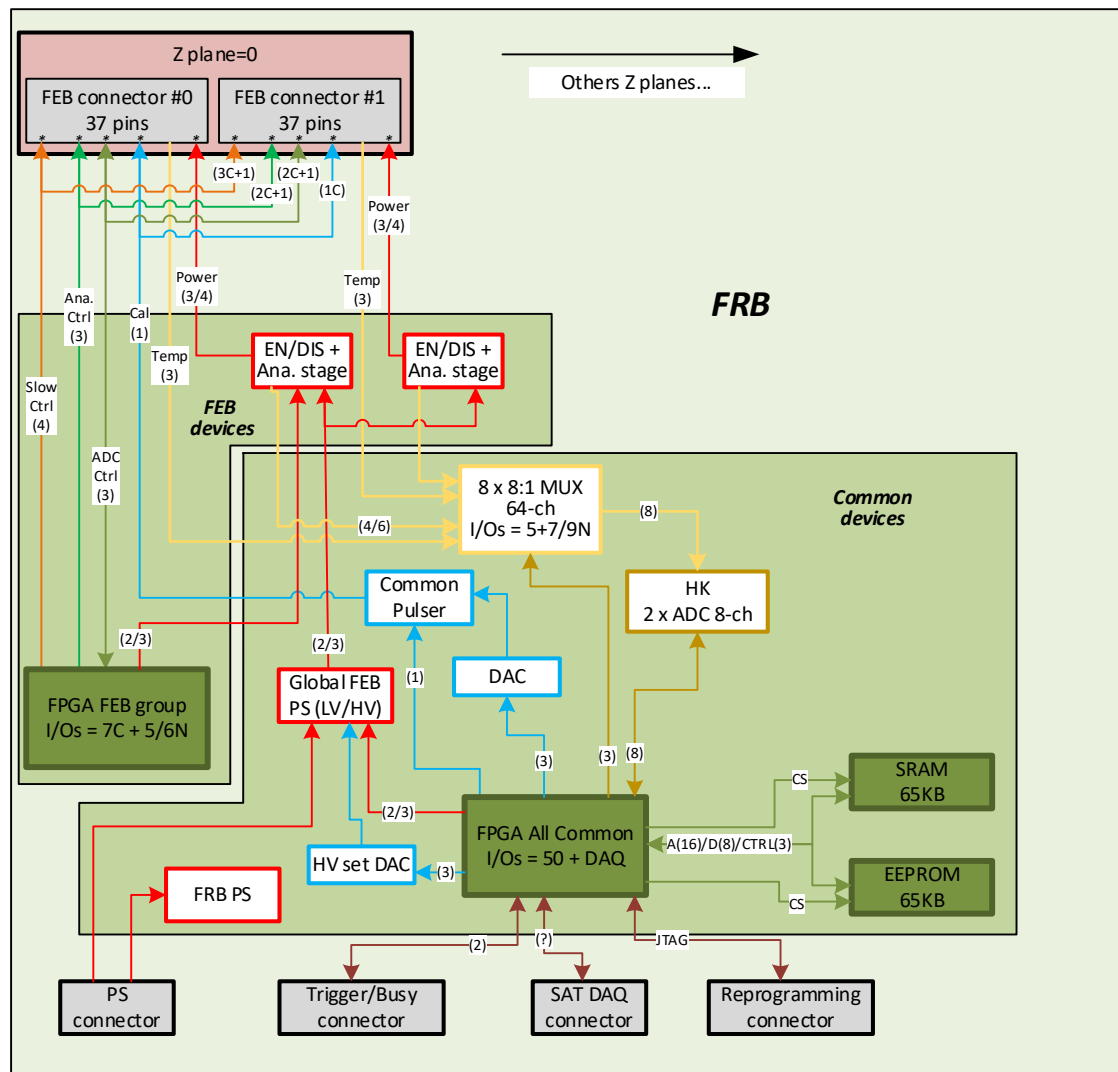 Z plane=0
FEB connector #0
37 pins
FEB connector #1
37 pins
* * * * *
* * * * *
Others Z planes...
(3C+1)
(2C+1)
(2C+1)
(1C)
Power
(3/4)
Power
(3/4)
Temp
(3)
FRB
Ana.
Ctrl
(3)
Cal
(1)
Temp
(3)
Slow
Ctrl
(4)
ADC
Ctrl
(3)
EN/DIS +
Ana. stage
EN/DIS +
Ana. stage
FEB
devices
8 x 8:1 MUX
64-ch
I/Os = 5+7/9N
(8)
Common
devices
(4/6)
HK
2 x ADC 8-ch
Common
Pulser
DAC
(2/3)
(2/3)
(1)
FPGA FEB group
I/Os = 7C + 5/6N
Global FEB
PS (LV/HV)
(3)
(3)
(8)
(2/3)
FPGA All Common
I/Os = 50 + DAQ
CS
A(16)/D(8)/CTRL(3)
CS
SRAM
65KB
EEPROM
65KB
HV set DAC
(3)
FRB PS
(2)
(?)
JTAG
PS
connector
Trigger/Busy
connector
SAT DAQ
connector
Reprogramming
connector